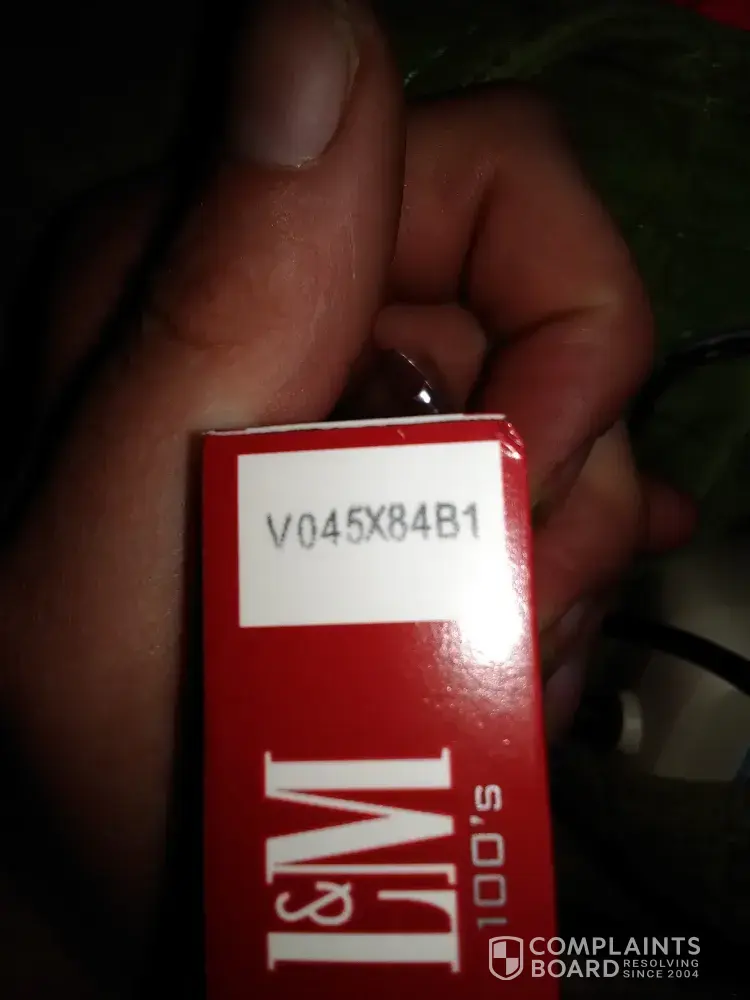 V045X84B1
L&M
100's
COMPLAINTS
BOARD RESOLVING
SINCE 2004